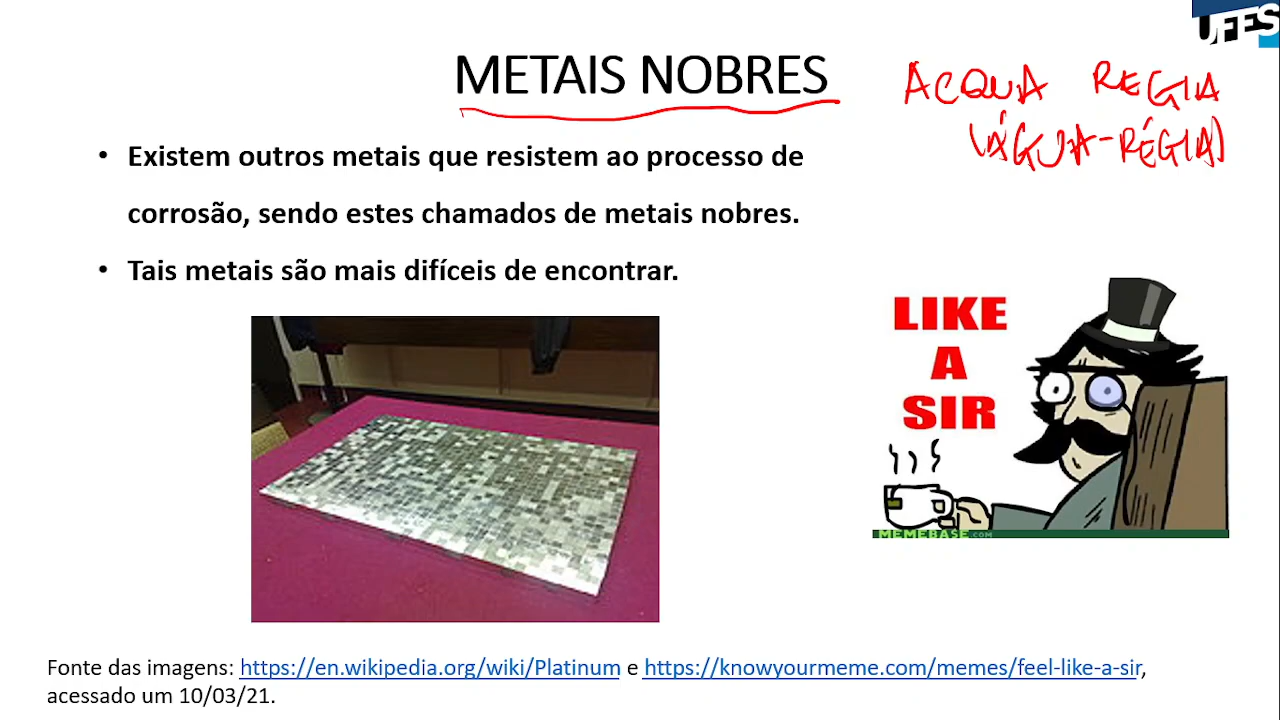 UFES
METAIS NOBRES
ACQUA REGIA
(ÁGUA-RÉGIA)
• Existem outros metais que resistem ao processo de
corrosão, sendo estes chamados de metais nobres.
• Tais metais são mais difíceis de encontrar.
LIKE
A
SIR
MEMEBASE.COM
Fonte das imagens: https://en.wikipedia.org/wiki/Platinum e https://knowyourmeme.com/memes/feel-like-a-sir,
acessado um 10/03/21.